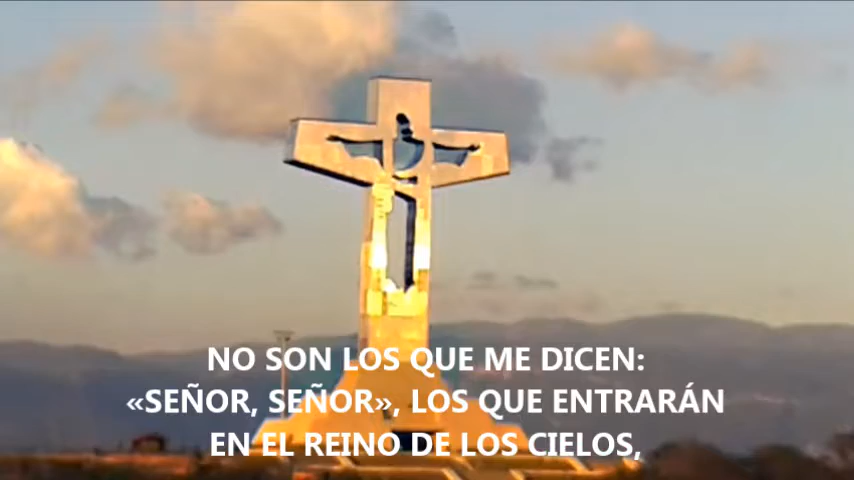 NO SON LOS QUE ME DICEN:
«SEÑOR, SEÑOR», LOS QUE ENTRARÁN
EN EL REINO DE LOS CIELOS,